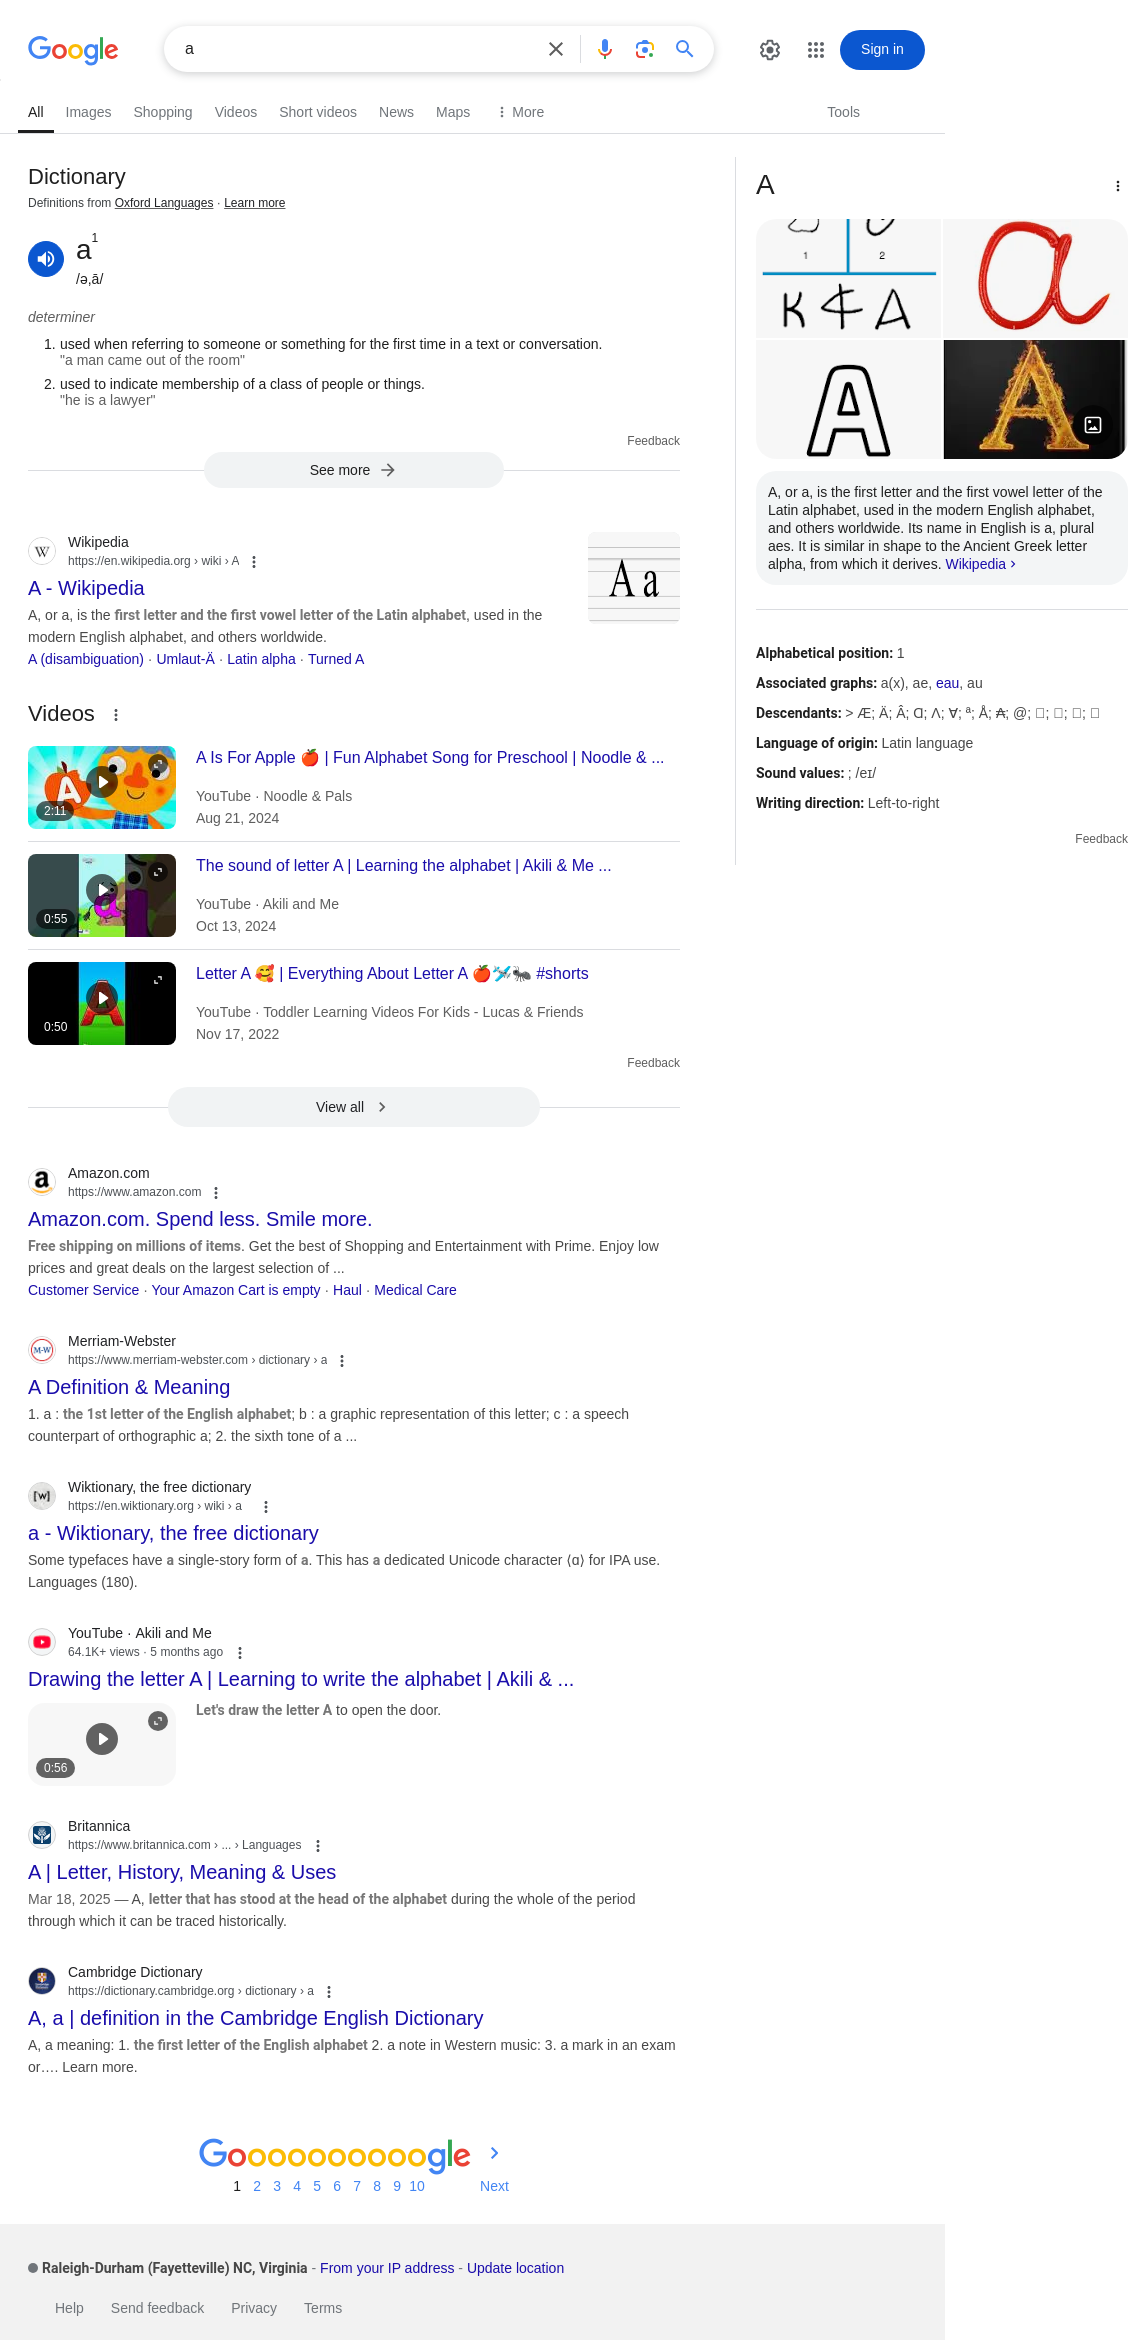 Google
a
Sign in
All Images Shopping Videos Short videos News Maps More Tools
Dictionary
Definitions from Oxford Languages · Learn more
a1
/ə,ā/
determiner
1. used when referring to someone or something for the first time in a text or conversation.
"a man came out of the room"
2. used to indicate membership of a class of people or things.
"he is a lawyer"
Feedback
See more
Wikipedia
https://en.wikipedia.org › wiki › A
A - Wikipedia
A, or a, is the first letter and the first vowel letter of the Latin alphabet, used in the
modern English alphabet, and others worldwide.
A (disambiguation) · Umlaut-Ä · Latin alpha · Turned A
A a
Videos
A Is For Apple 🍎 | Fun Alphabet Song for Preschool | Noodle & ...
YouTube · Noodle & Pals
Aug 21, 2024
A
2:11
The sound of letter A | Learning the alphabet | Akili & Me ...
YouTube · Akili and Me
Oct 13, 2024
0:55
Letter A 🥰 | Everything About Letter A 🍎🛩️🐜 #shorts
YouTube · Toddler Learning Videos For Kids - Lucas & Friends
Nov 17, 2022
A
0:50
Feedback
View all
Amazon.com
https://www.amazon.com
Amazon.com. Spend less. Smile more.
Free shipping on millions of items. Get the best of Shopping and Entertainment with Prime. Enjoy low
prices and great deals on the largest selection of ...
Customer Service · Your Amazon Cart is empty · Haul · Medical Care
M-W
Merriam-Webster
https://www.merriam-webster.com › dictionary › a
A Definition & Meaning
1. a : the 1st letter of the English alphabet; b : a graphic representation of this letter; c : a speech
counterpart of orthographic a; 2. the sixth tone of a ...
Wiktionary, the free dictionary
https://en.wiktionary.org › wiki › a
a - Wiktionary, the free dictionary
Some typefaces have a single-story form of a. This has a dedicated Unicode character ⟨ɑ⟩ for IPA use.
Languages (180).
YouTube · Akili and Me
64.1K+ views · 5 months ago
Drawing the letter A | Learning to write the alphabet | Akili & ...
Let's draw the letter A to open the door.
0:56
Britannica
https://www.britannica.com › ... › Languages
A | Letter, History, Meaning & Uses
Mar 18, 2025 — A, letter that has stood at the head of the alphabet during the whole of the period
through which it can be traced historically.
Cambridge Dictionary
https://dictionary.cambridge.org › dictionary › a
A, a | definition in the Cambridge English Dictionary
A, a meaning: 1. the first letter of the English alphabet 2. a note in Western music: 3. a mark in an exam
or…. Learn more.
Goooooooooogle
1 2 3 4 5 6 7 8 9 10 Next
A
1 2
a
A
A
A, or a, is the first letter and the first vowel letter of the
Latin alphabet, used in the modern English alphabet,
and others worldwide. Its name in English is a, plural
aes. It is similar in shape to the Ancient Greek letter
alpha, from which it derives. Wikipedia ›
Alphabetical position: 1
Associated graphs: a(x), ae, eau, au
Descendants: > Æ; Ä; Â; Ɑ; Λ; Ɐ; ª; Å; ₳; @; □; □; □; □
Language of origin: Latin language
Sound values: ; /eɪ/
Writing direction: Left-to-right
Feedback
Raleigh-Durham (Fayetteville) NC, Virginia - From your IP address - Update location
Help Send feedback Privacy Terms